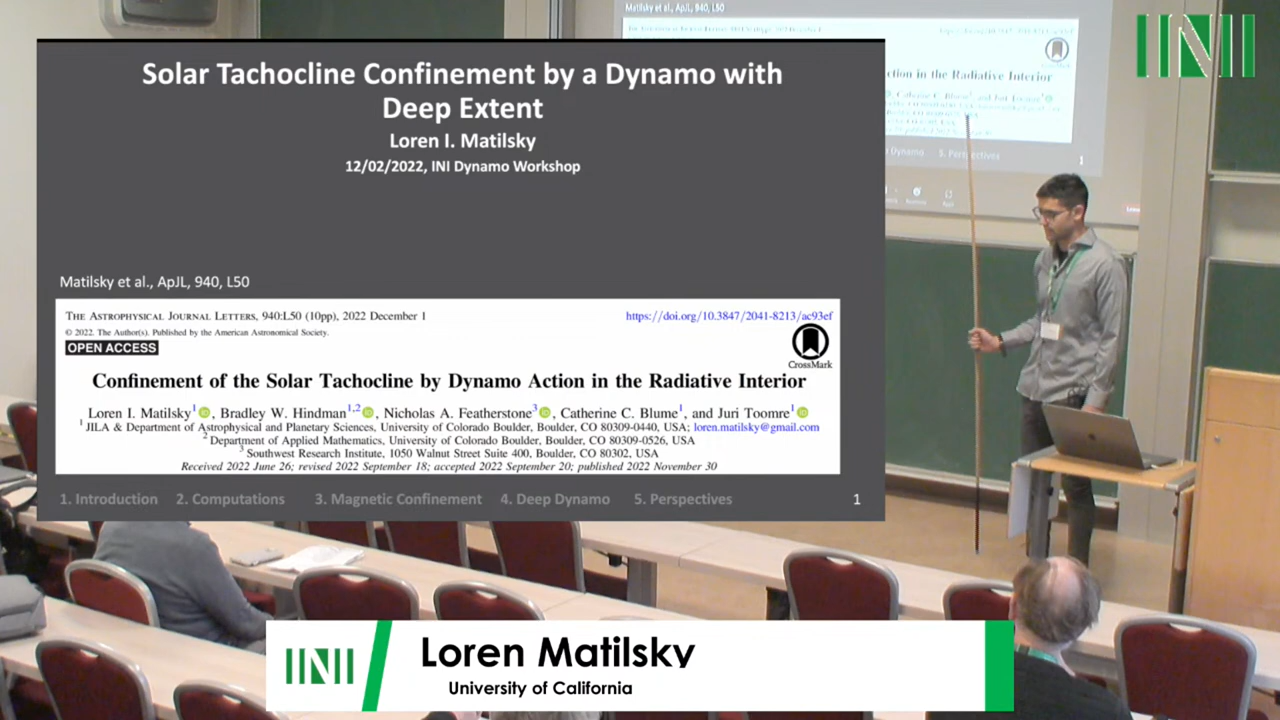 Solar Tachocline Confinement by a Dynamo with
Deep Extent
Loren I. Matilsky
12/02/2022, INI Dynamo Workshop
Matilsky et al., ApJL, 940, L50
THE ASTROPHYSICAL JOURNAL LETTERS, 940:L50 (10pp), 2022 December 1
https://doi.org/10.3847/2041-8213/ac93ef
© 2022. The Author(s). Published by the American Astronomical Society.
OPEN ACCESS
CrossMark
Confinement of the Solar Tachocline by Dynamo Action in the Radiative Interior
Loren I. Matilsky1, Bradley W. Hindman1,2, Nicholas A. Featherstone3, Catherine C. Blume1, and Juri Toomre1
1 JILA & Department of Astrophysical and Planetary Sciences, University of Colorado Boulder, Boulder, CO 80309-0440, USA; loren.matilsky@gmail.com
2 Department of Applied Mathematics, University of Colorado Boulder, Boulder, CO 80309-0526, USA
3 Southwest Research Institute, 1050 Walnut Street Suite 400, Boulder, CO 80302, USA
Received 2022 June 26; revised 2022 September 18; accepted 2022 September 20; published 2022 November 30
1. Introduction 2. Computations 3. Magnetic Confinement 4. Deep Dynamo 5. Perspectives 1
Matilsky et al., ApJL, 940, L50
ction in the Radiative Interior
Catherine C. Blume, and Juri Toomre
Dynamo 5. Perspectives 1
INI
INI
Loren Matilsky
University of California